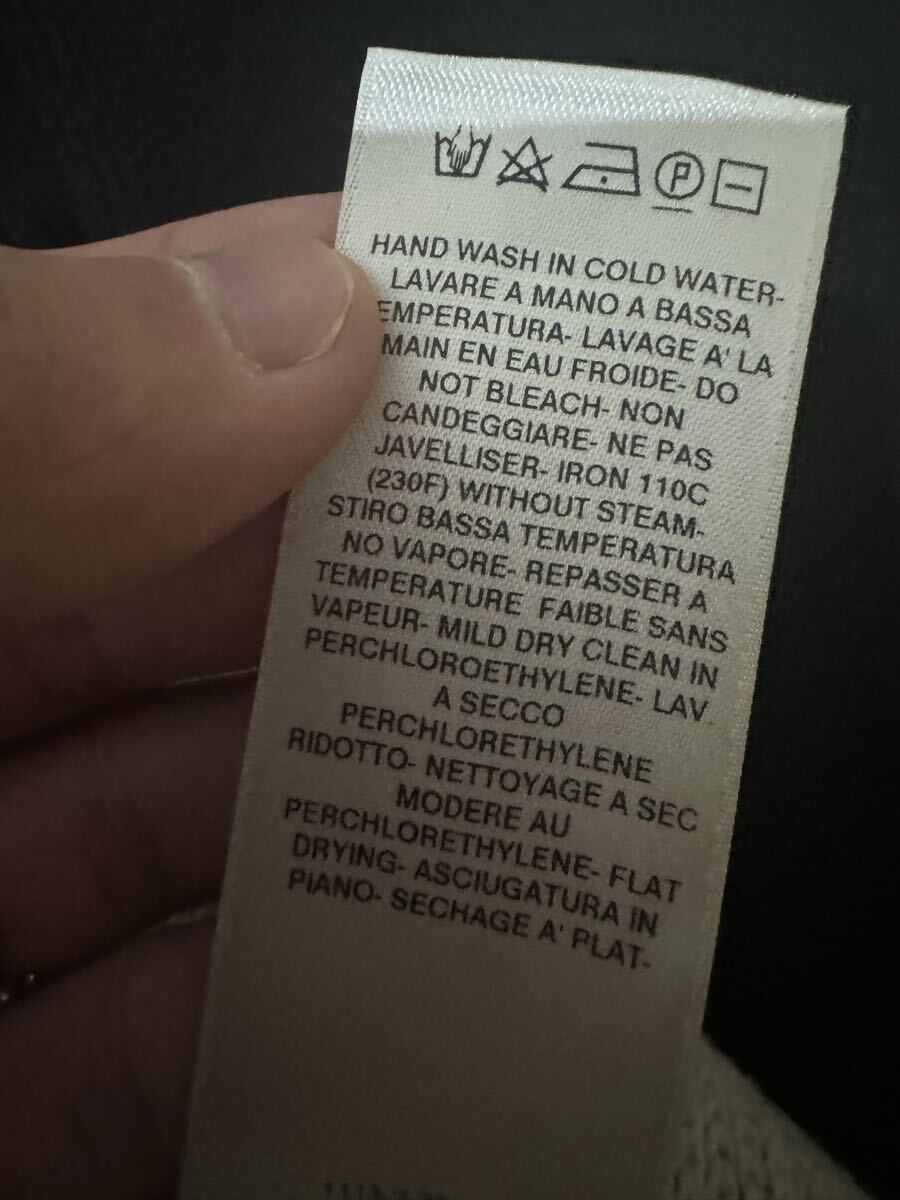 P
HAND WASH IN COLD WATER-
LAVARE A MANO A BASSA
EMPERATURA- LAVAGE A' LA
MAIN EN EAU FROIDE- DO
NOT BLEACH- NON
CANDEGGIARE- NE PAS
JAVELLISER- IRON 110C
(230F) WITHOUT STEAM-
STIRO BASSA TEMPERATURA
NO VAPORE- REPASSER A
TEMPERATURE FAIBLE SANS
VAPEUR- MILD DRY CLEAN IN
PERCHLOROETHYLENE- LAV.
A SECCO
PERCHLORETHYLENE
RIDOTTO- NETTOYAGE A SEC
MODERE AU
PERCHLORETHYLENE- FLAT
DRYING- ASCIUGATURA IN
PIANO- SECHAGE A' PLAT-